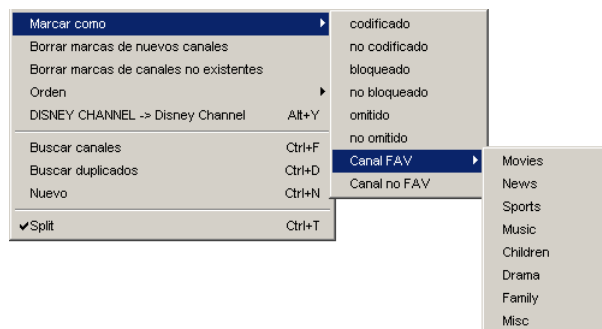 Marcar como
Borrar marcas de nuevos canales
Borrar marcas de canales no existentes
Orden
DISNEY CHANNEL -> Disney Channel Alt+Y
Buscar canales Ctrl+F
Buscar duplicados Ctrl+D
Nuevo Ctrl+N
Split Ctrl+T
codificado
no codificado
bloqueado
no bloqueado
omitido
no omitido
Canal FAV
Canal no FAV
Movies
News
Sports
Music
Children
Drama
Family
Misc